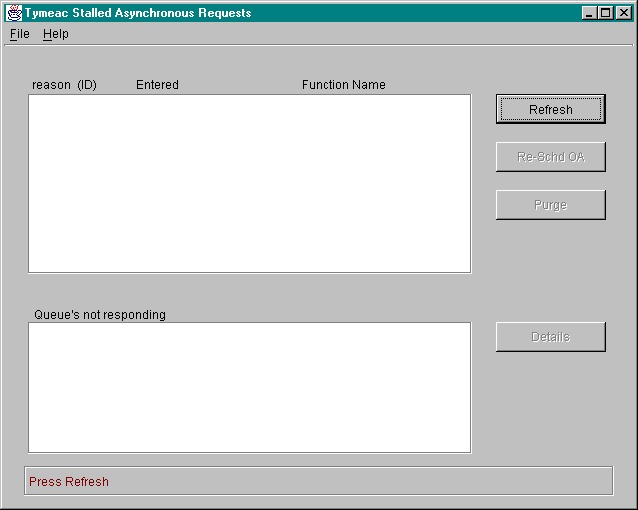 Tymeac Stalled Asynchronous Requests
File Help
reason (ID) Entered Function Name
Refresh
Re-Schd OA
Purge
Queue's not responding
Details
Press Refresh